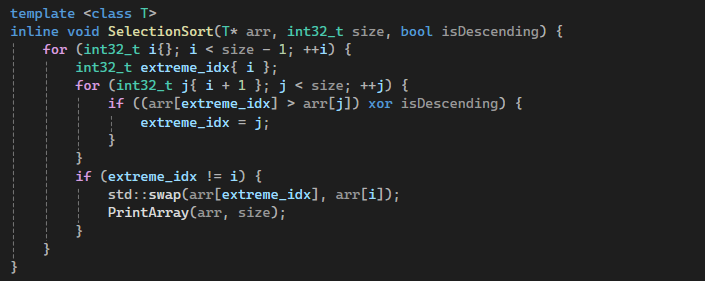 template <class T>
inline void SelectionSort(T* arr, int32_t size, bool isDescending) {
    for (int32_t i{}; i < size - 1; ++i) {
        int32_t extreme_idx{ i };
        for (int32_t j{ i + 1 }; j < size; ++j) {
            if ((arr[extreme_idx] > arr[j]) xor isDescending) {
                extreme_idx = j;
            }
        }
        if (extreme_idx != i) {
            std::swap(arr[extreme_idx], arr[i]);
            PrintArray(arr, size);
        }
    }
}